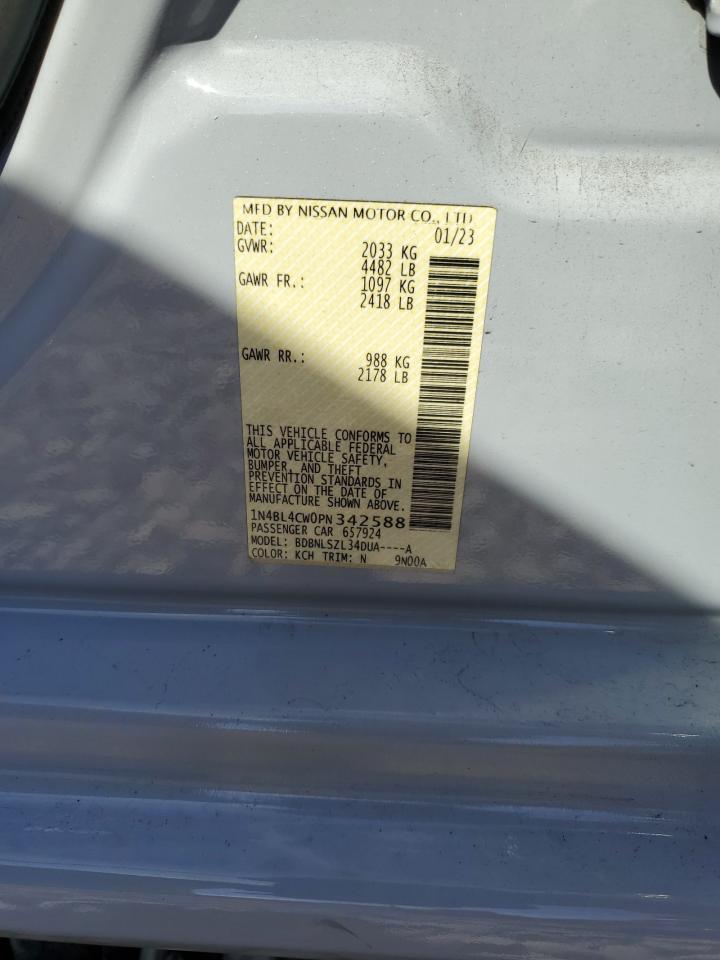 MFD BY NISSAN MOTOR CO., LTD
DATE: 01/23
GVWR: 2033 KG
4482 LB
GAWR FR.: 1097 KG
2418 LB
GAWR RR.: 988 KG
2178 LB
THIS VEHICLE CONFORMS TO
ALL APPLICABLE FEDERAL
MOTOR VEHICLE SAFETY,
BUMPER, AND THEFT
PREVENTION STANDARDS IN
EFFECT ON THE DATE OF
MANUFACTURE SHOWN ABOVE.
1N4BL4CW0PN342588
PASSENGER CAR 657924
MODEL: BDBNLSZL34DUA----A
COLOR: KCH TRIM: N 9N00A